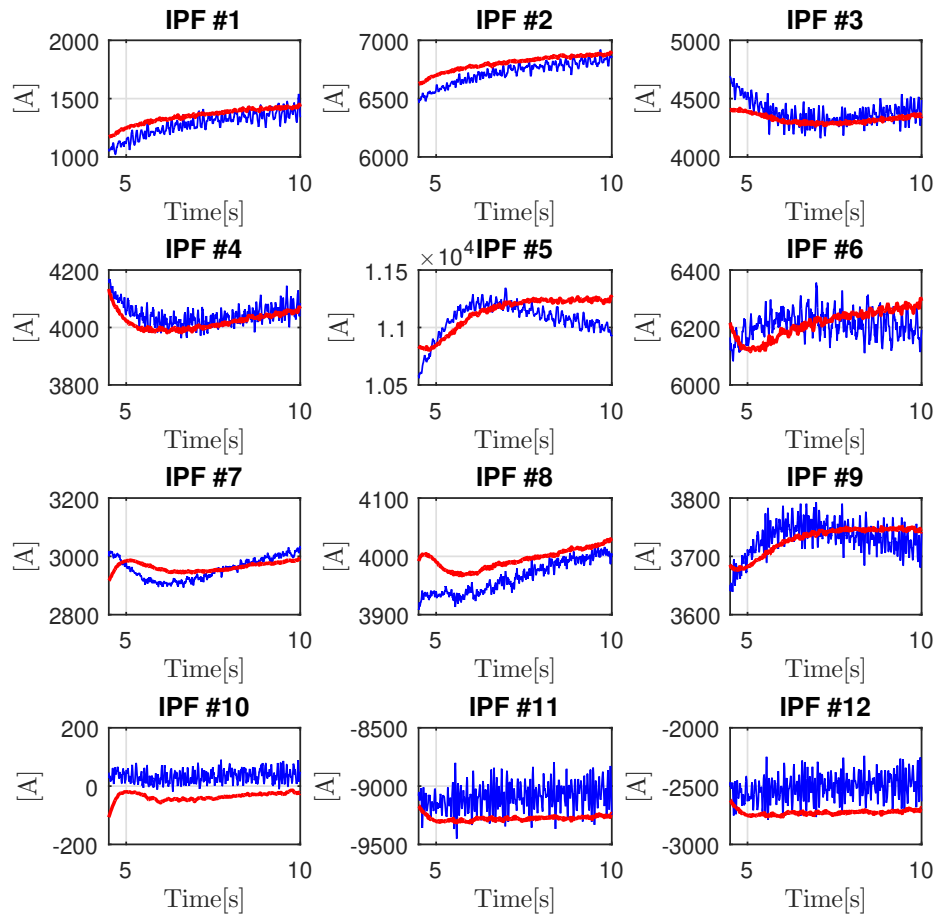 IPF #1 IPF #2 IPF #3
2000 7000 5000
[A] 1500 [A] 6500 [A] 4500
1000 6000 4000
5 10 5 10 5 10
Time[s] Time[s] Time[s]
IPF #4 ×10⁴ IPF #5 IPF #6
4200 1.15 6400
[A] 4000 [A] 1.1 [A] 6200
3800 1.05 6000
5 10 5 10 5 10
Time[s] Time[s] Time[s]
IPF #7 IPF #8 IPF #9
3200 4100 3800
[A] 3000 [A] 4000 [A] 3700
2800 3900 3600
5 10 5 10 5 10
Time[s] Time[s] Time[s]
IPF #10 IPF #11 IPF #12
200 -8500 -2000
[A] 0 [A] -9000 [A] -2500
-200 -9500 -3000
5 10 5 10 5 10
Time[s] Time[s] Time[s]